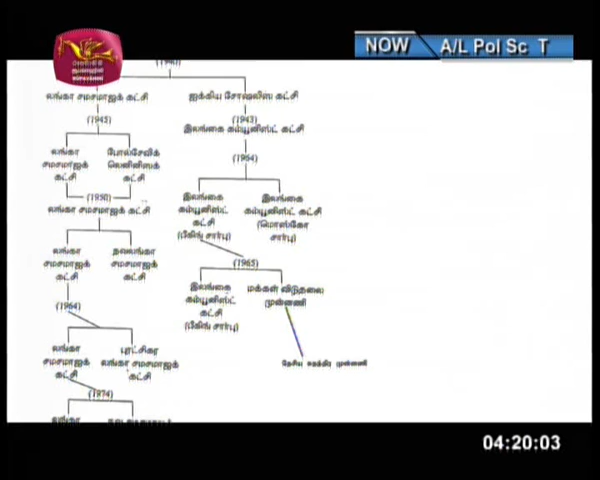 NOW A/L Pol Sc T
(1940)
லங்கா சமசமாஜக் கட்சி
ஐக்கிய சோஷலிஸ கட்சி
(1945)
(1943)
இலங்கை கம்யூனிஸ்ட் கட்சி
லங்கா
சமசமாஜக்
கட்சி
போல்செவிக்
லெனினிஸக்
கட்சி
(1964)
(1950)
லங்கா சமசமாஜக் கட்சி
இலங்கை
கம்யூனிஸ்ட்
கட்சி
(பீகிங் சார்பு)
இலங்கை
கம்யூனிஸ்ட் கட்சி
(மொஸ்கோ
சார்பு)
லங்கா
சமசமாஜக்
கட்சி
நவலங்கா
சமசமாஜக்
கட்சி
(1965)
இலங்கை
கம்யூனிஸ்ட்
கட்சி
(பீகிங் சார்பு)
மக்கள் விடுதலை
முன்னணி
(1964)
லங்கா
சமசமாஜக்
கட்சி
புரட்சிகர
லங்கா சமசமாஜக்
கட்சி
தேசிய சுதந்திர முன்னணி
(1974)
லங்கா
04:20:03